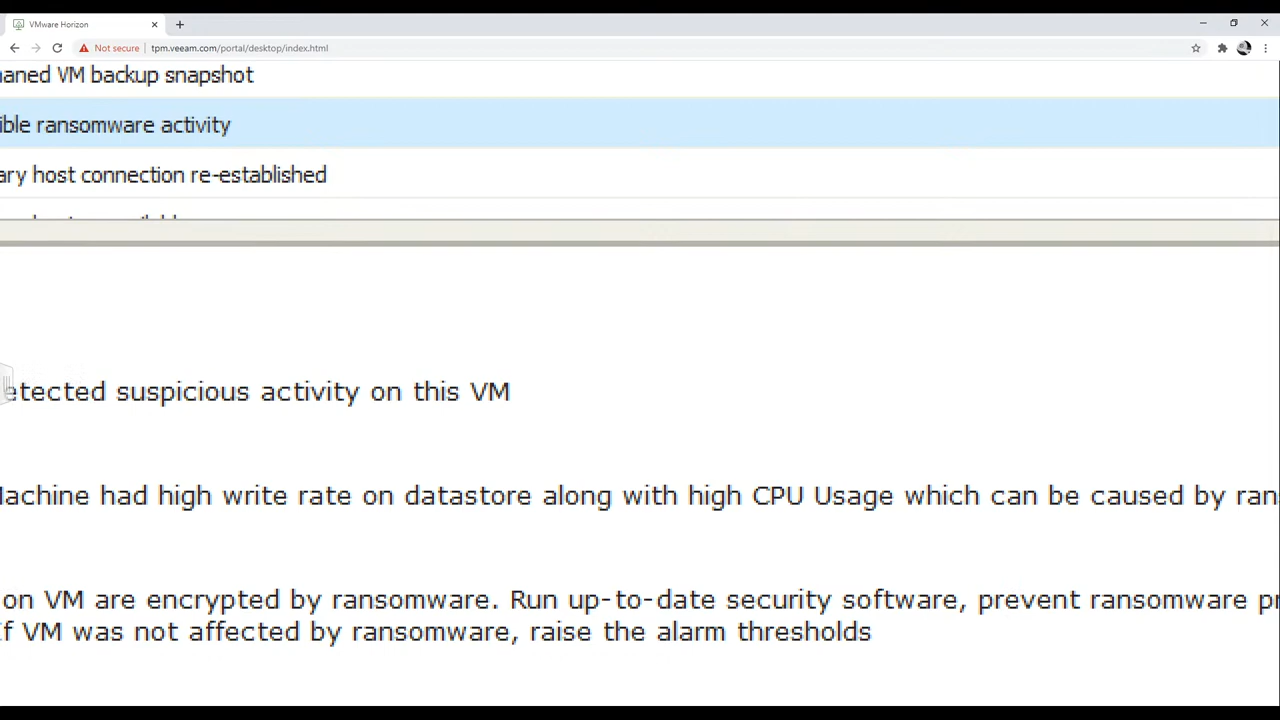 VMware Horizon
Not secure tpm.veeam.com/portal/desktop/index.html
aned VM backup snapshot
ible ransomware activity
ary host connection re-established
etected suspicious activity on this VM
Machine had high write rate on datastore along with high CPU Usage which can be caused by ran
on VM are encrypted by ransomware. Run up-to-date security software, prevent ransomware pr
If VM was not affected by ransomware, raise the alarm thresholds